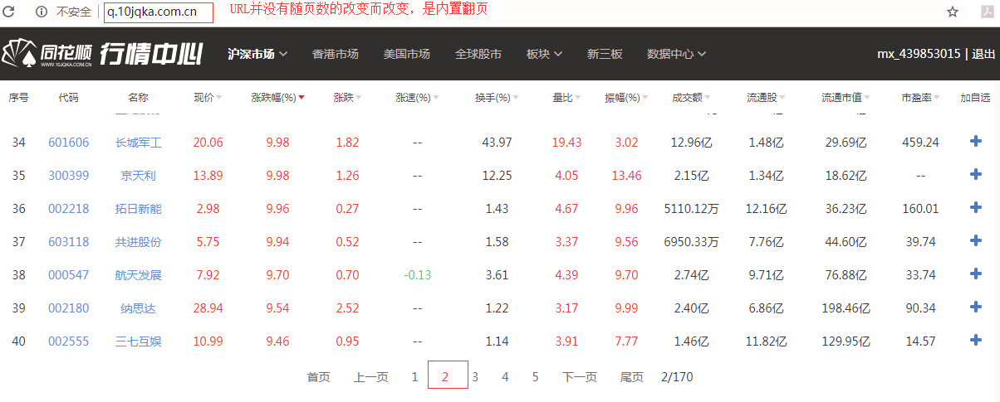 不安全 q.10jqka.com.cn URL并没有随页数的改变而改变，是内置翻页
同花顺 WWW.10JQKA.COM.CN 行情中心 沪深市场 香港市场 美国市场 全球股市 板块 新三板 数据中心 mx_439853015 | 退出
序号 代码 名称 现价 涨跌幅(%) 涨跌 涨速(%) 换手(%) 量比 振幅(%) 成交额 流通股 流通市值 市盈率 加自选
34 601606 长城军工 20.06 9.98 1.82 -- 43.97 19.43 3.02 12.96亿 1.48亿 29.69亿 459.24
35 300399 京天利 13.89 9.98 1.26 -- 12.25 4.05 13.46 2.15亿 1.34亿 18.62亿 --
36 002218 拓日新能 2.98 9.96 0.27 -- 1.43 4.67 9.96 5110.12万 12.16亿 36.23亿 160.01
37 603118 共进股份 5.75 9.94 0.52 -- 1.58 3.37 9.56 6950.33万 7.76亿 44.60亿 39.74
38 000547 航天发展 7.92 9.70 0.70 -0.13 3.61 4.39 9.70 2.74亿 9.71亿 76.88亿 33.74
39 002180 纳思达 28.94 9.54 2.52 -- 1.22 3.17 9.99 2.40亿 6.86亿 198.46亿 90.34
40 002555 三七互娱 10.99 9.46 0.95 -- 1.14 3.91 7.77 1.46亿 11.82亿 129.95亿 14.57
首页 上一页 1 2 3 4 5 下一页 尾页 2/170